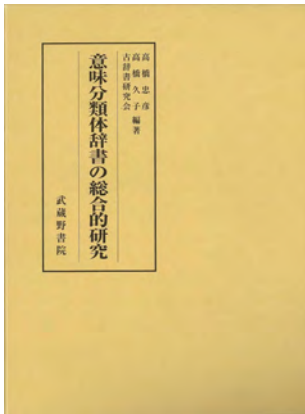 高橋忠彦
高橋久子 編著
古辞書研究会
意味分類体辞書の総合的研究
武蔵野書院